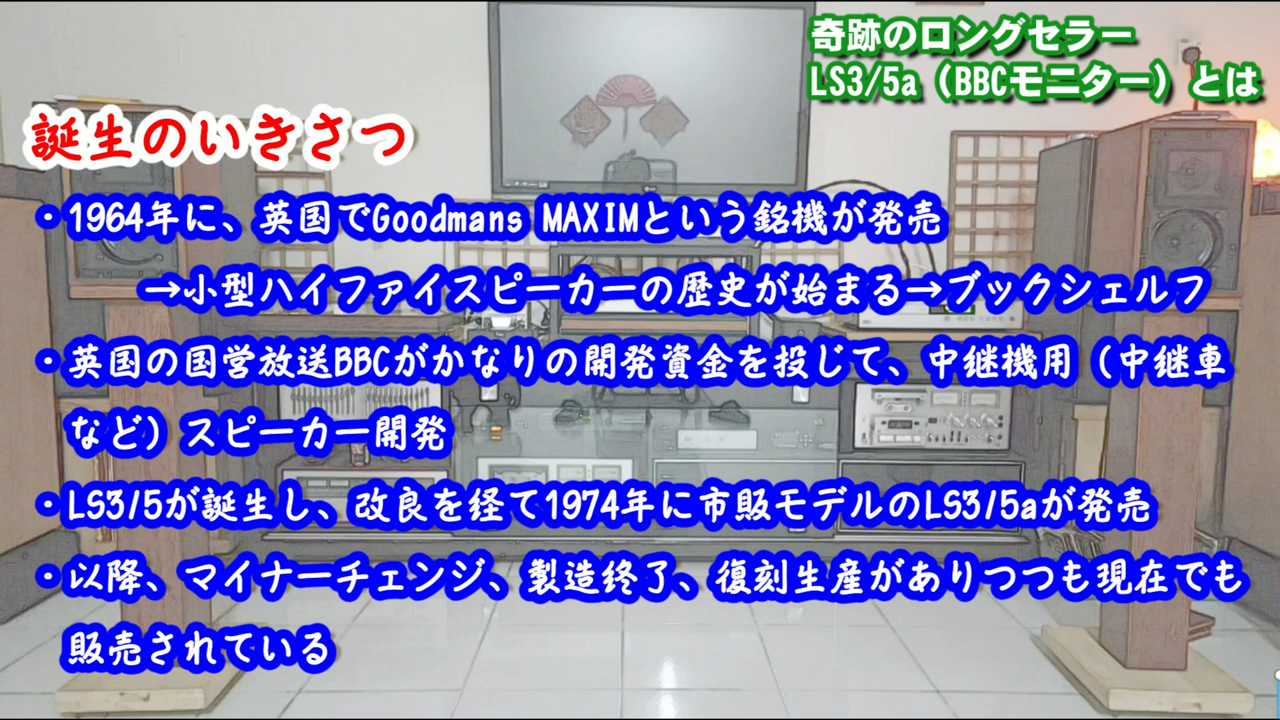 奇跡のロングセラー
LS3/5a（BBCモニター）とは
誕生のいきさつ
・1964年に、英国でGoodmans MAXIMという銘機が発売
→小型ハイファイスピーカーの歴史が始まる→ブックシェルフ
・英国の国営放送BBCがかなりの開発資金を投じて、中継機用（中継車
など）スピーカー開発
・LS3/5が誕生し、改良を経て1974年に市販モデルのLS3/5aが発売
・以降、マイナーチェンジ、製造終了、復刻生産がありつつも現在でも
販売されている